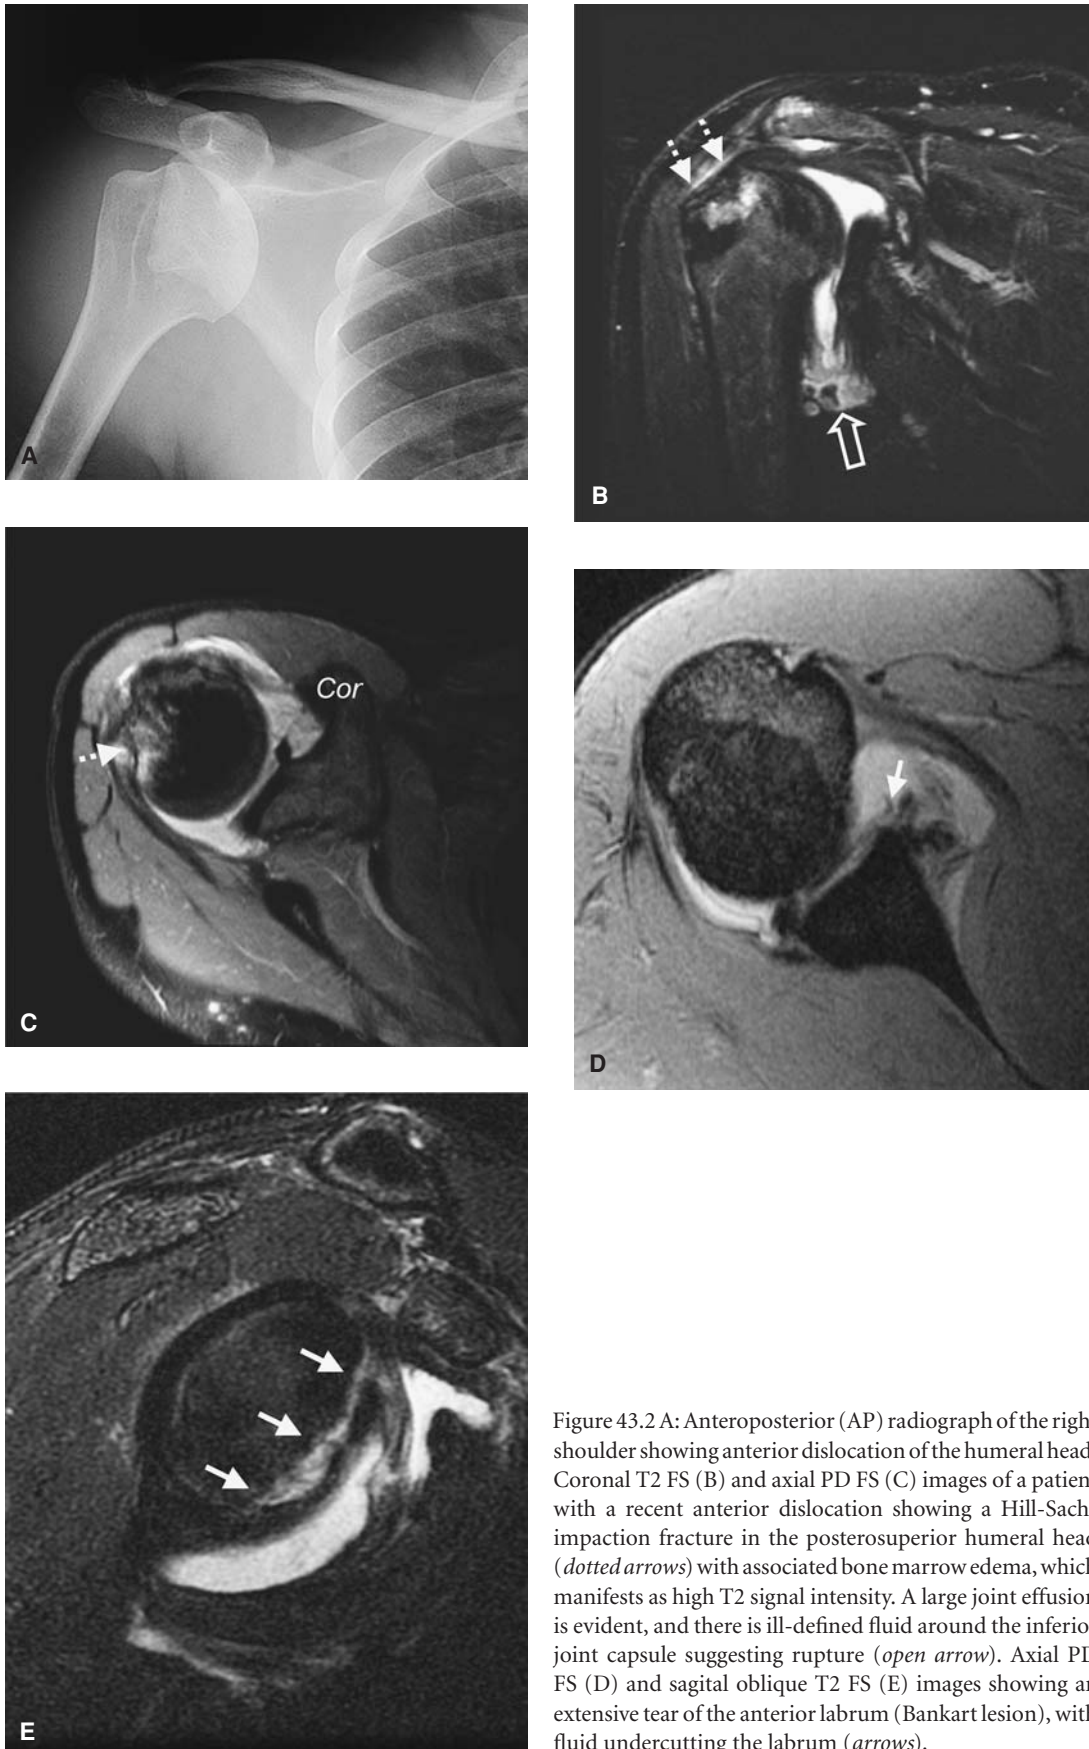 A
B
Cor
C
D
E
Figure 43.2 A: Anteroposterior (AP) radiograph of the righ
shoulder showing anterior dislocation of the humeral head
Coronal T2 FS (B) and axial PD FS (C) images of a patien
with a recent anterior dislocation showing a Hill-Sach
impaction fracture in the posterosuperior humeral head
(dotted arrows) with associated bone marrow edema, which
manifests as high T2 signal intensity. A large joint effusion
is evident, and there is ill-defined fluid around the inferio
joint capsule suggesting rupture (open arrow). Axial PD
FS (D) and sagital oblique T2 FS (E) images showing an
extensive tear of the anterior labrum (Bankart lesion), with
fluid undercutting the labrum (arrows).